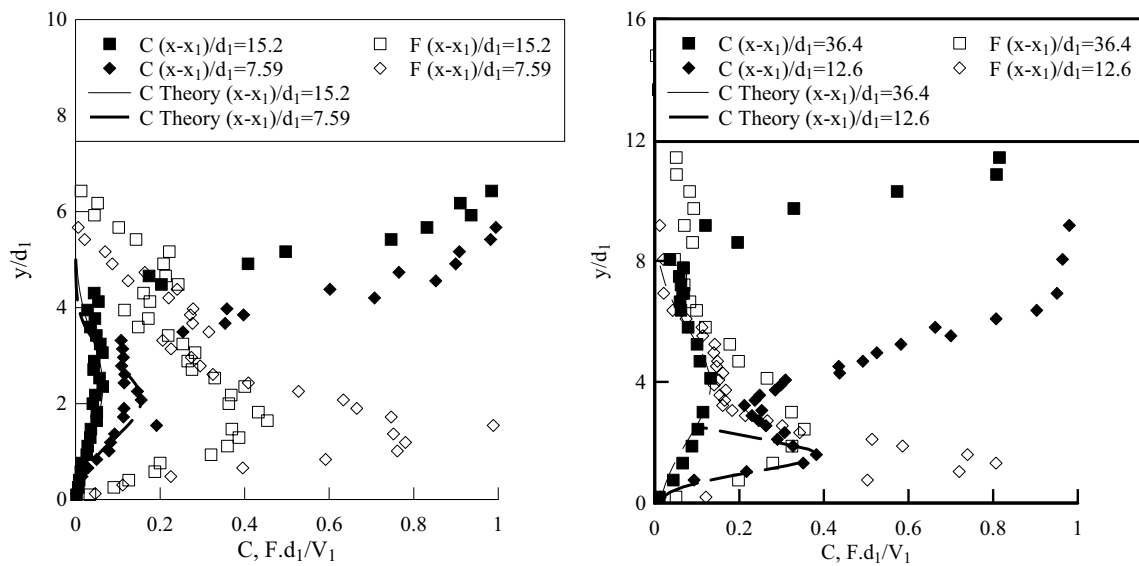 10
8
6
4
2
0
y/d1
C (x-x1)/d1=15.2
F (x-x1)/d1=15.2
C (x-x1)/d1=7.59
F (x-x1)/d1=7.59
C Theory (x-x1)/d1=15.2
C Theory (x-x1)/d1=7.59
0 0.2 0.4 0.6 0.8 1
C, F.d1/V1
16
12
8
4
0
y/d1
C (x-x1)/d1=36.4
F (x-x1)/d1=36.4
C (x-x1)/d1=12.6
F (x-x1)/d1=12.6
C Theory (x-x1)/d1=36.4
C Theory (x-x1)/d1=12.6
0 0.2 0.4 0.6 0.8 1
C, F.d1/V1